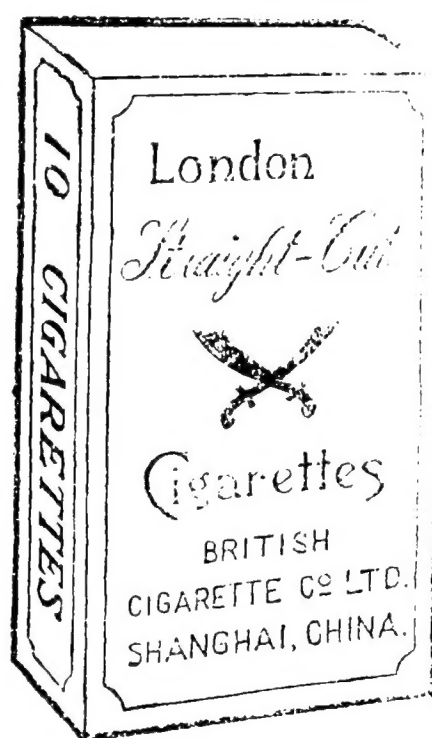 10 CIGARETTES
London
Straight-Cut
Cigarettes
BRITISH
CIGARETTE Cº LTD.
SHANGHAI, CHINA.